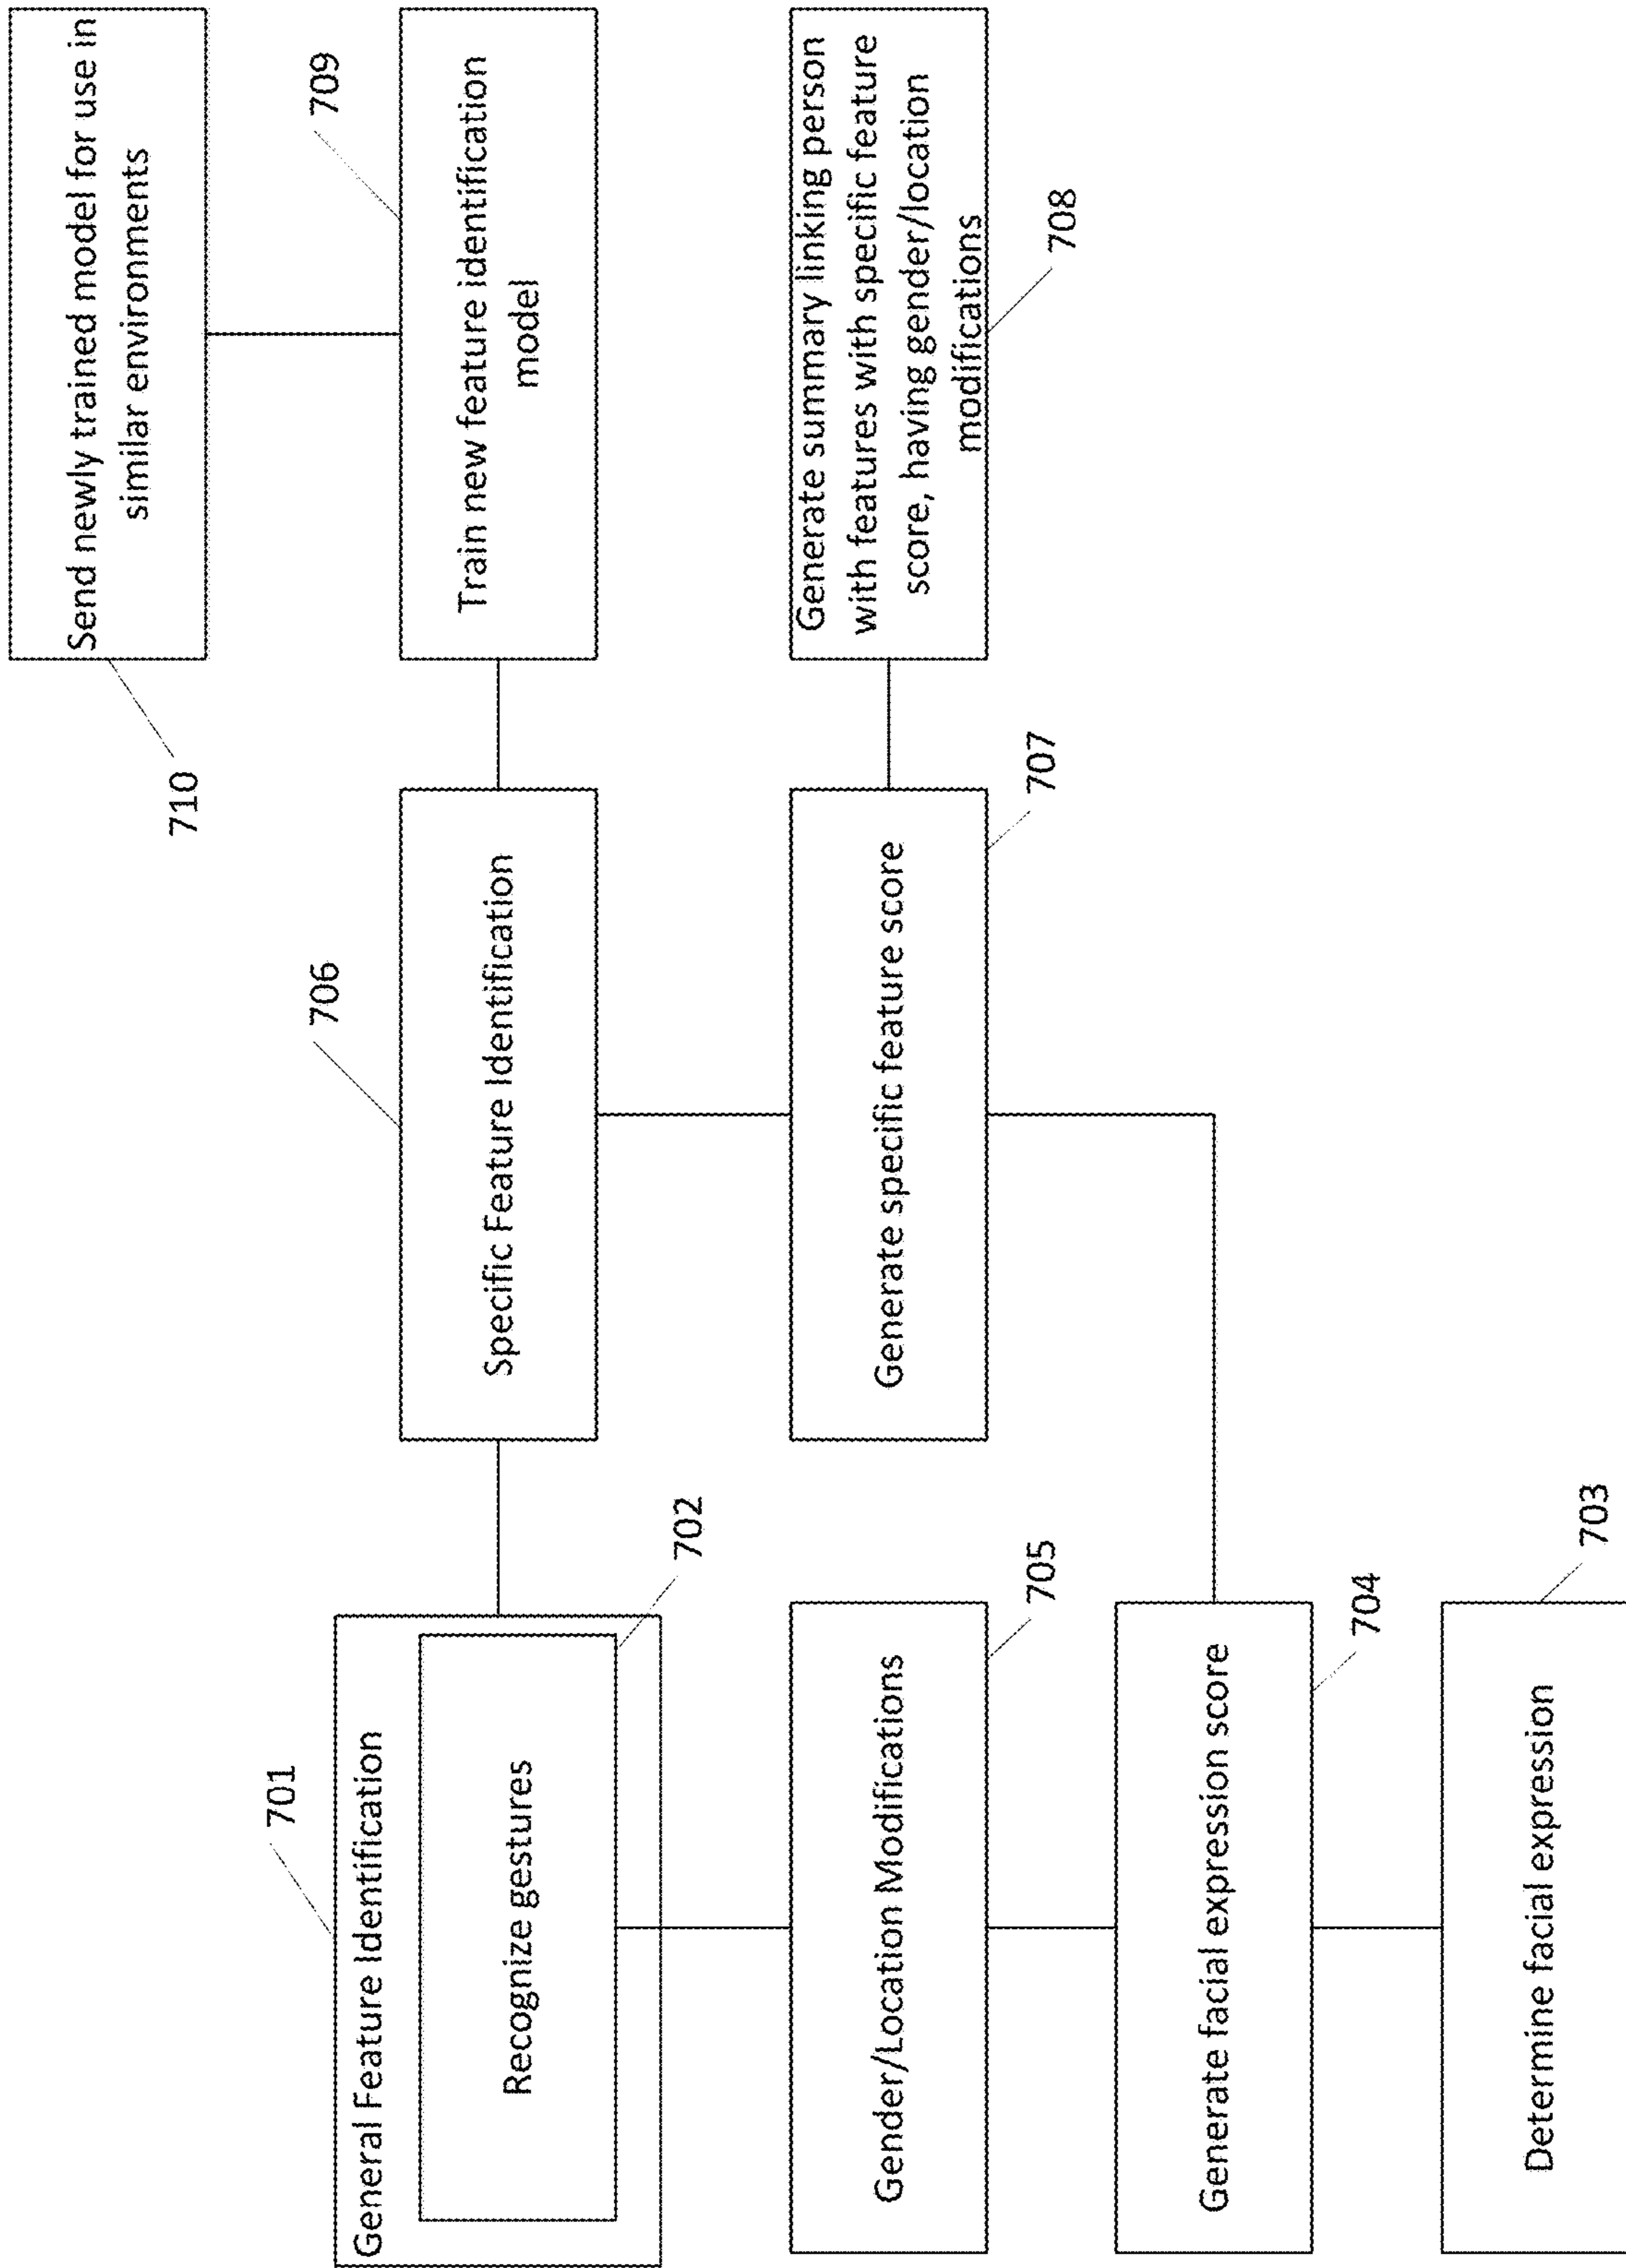 701
General Feature Identification
Recognize gestures
702
Gender/Location Modifications
705
Generate facial expression score
704
Determine facial expression
703
706
Specific Feature Identification
Generate specific feature score
707
710
Send newly trained model for use in
similar environments
709
Train new feature identification
model
Generate summary linking person
with features with specific feature
score, having gender/location
modifications
708